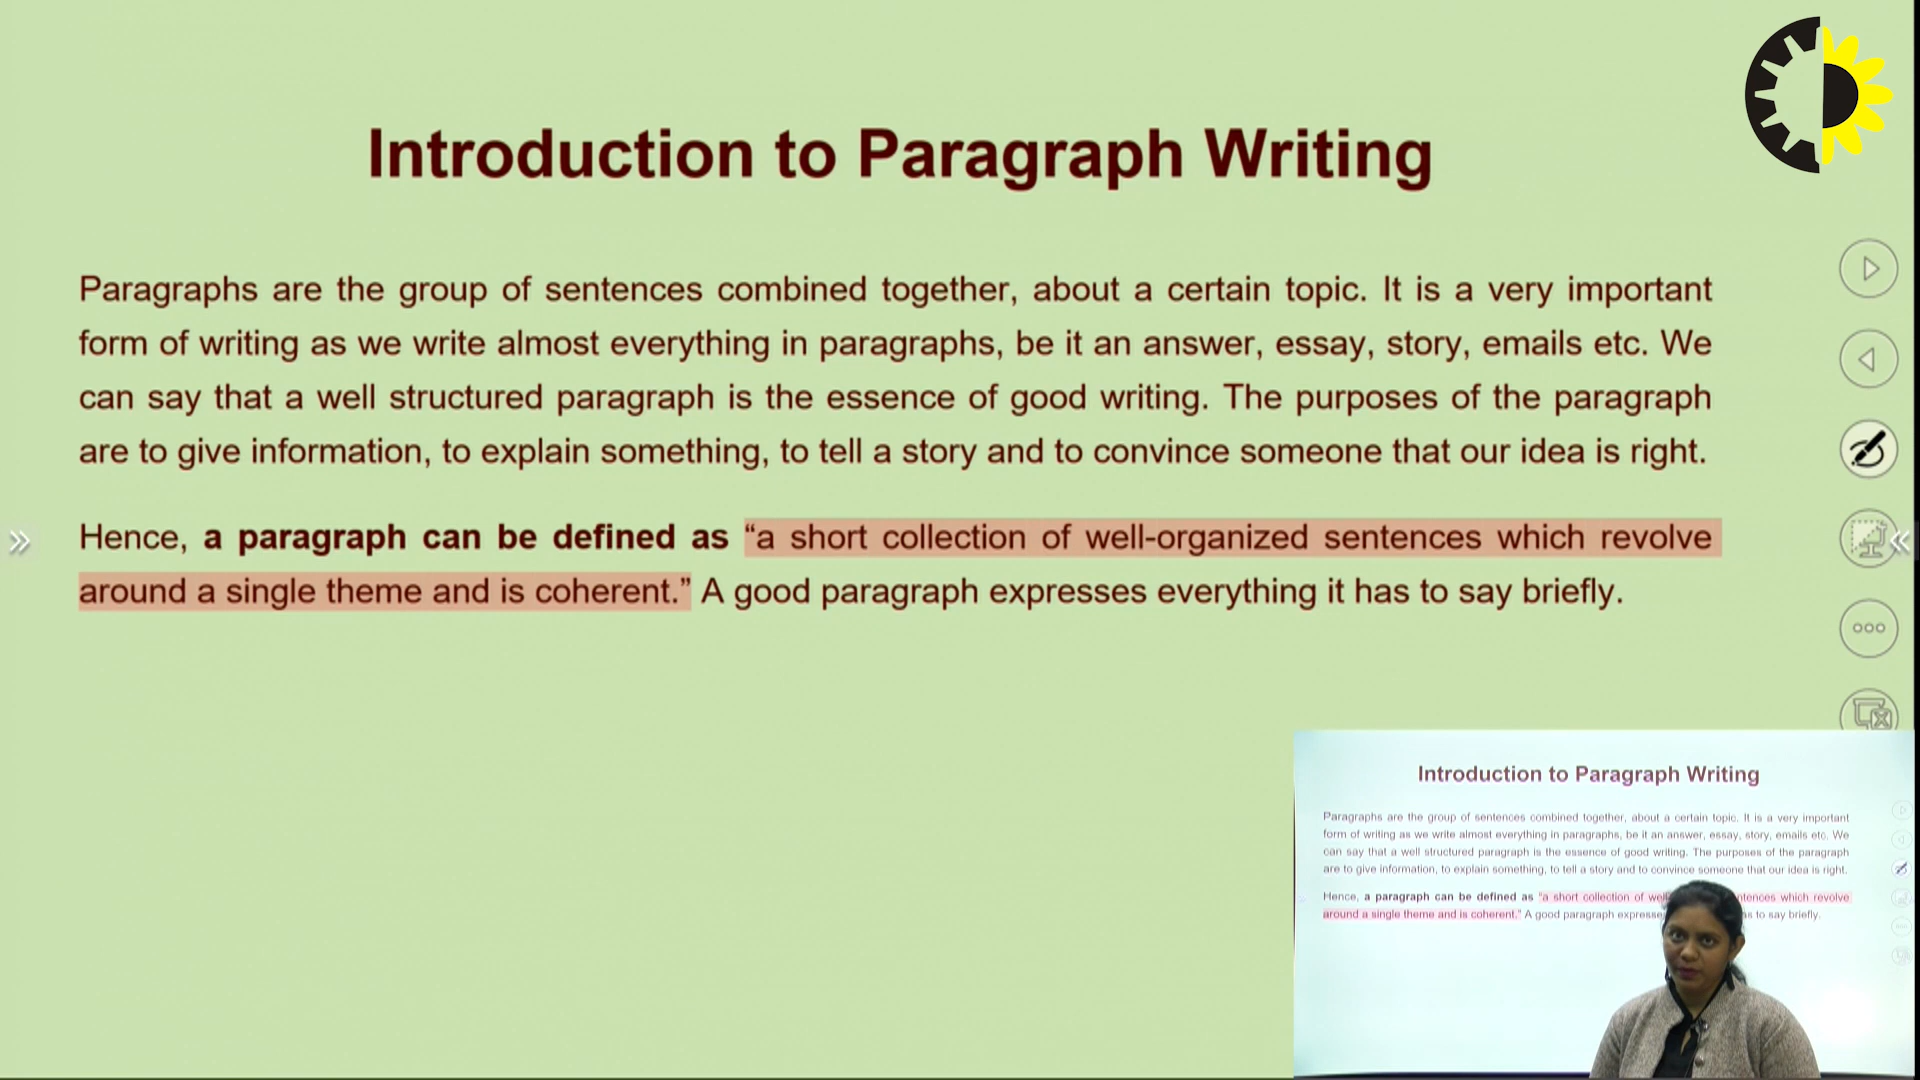 Introduction to Paragraph Writing
Paragraphs are the group of sentences combined together, about a certain topic. It is a very important
form of writing as we write almost everything in paragraphs, be it an answer, essay, story, emails etc. We
can say that a well structured paragraph is the essence of good writing. The purposes of the paragraph
are to give information, to explain something, to tell a story and to convince someone that our idea is right.
Hence, a paragraph can be defined as “a short collection of well-organized sentences which revolve
around a single theme and is coherent.” A good paragraph expresses everything it has to say briefly.
Introduction to Paragraph Writing
Paragraphs are the group of sentences combined together, about a certain topic. It is a very important
form of writing as we write almost everything in paragraphs, be it an answer, essay, story, emails etc. We
can say that a well structured paragraph is the essence of good writing. The purposes of the paragraph
are to give information, to explain something, to tell a story and to convince someone that our idea is right.
Hence, a paragraph can be defined as “a short collection of which revolve
around a single theme and is coherent.” A good paragraph to say briefly.